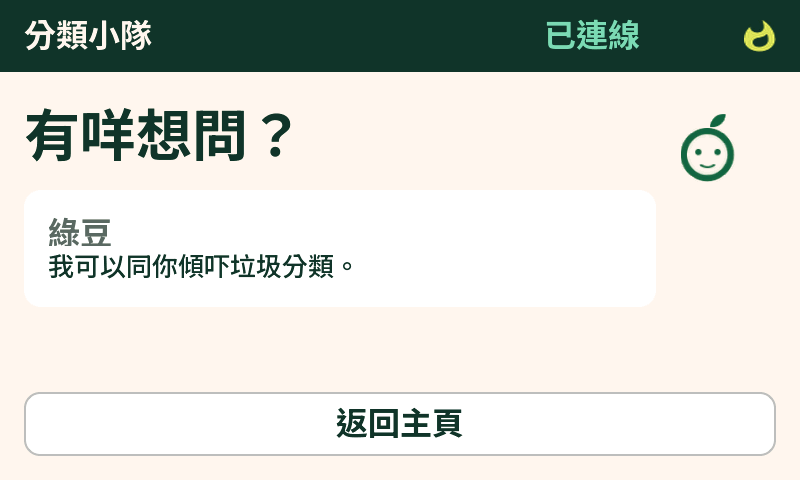 分類小隊
已連線
有咩想問？
綠豆
我可以同你傾吓垃圾分類。
返回主頁